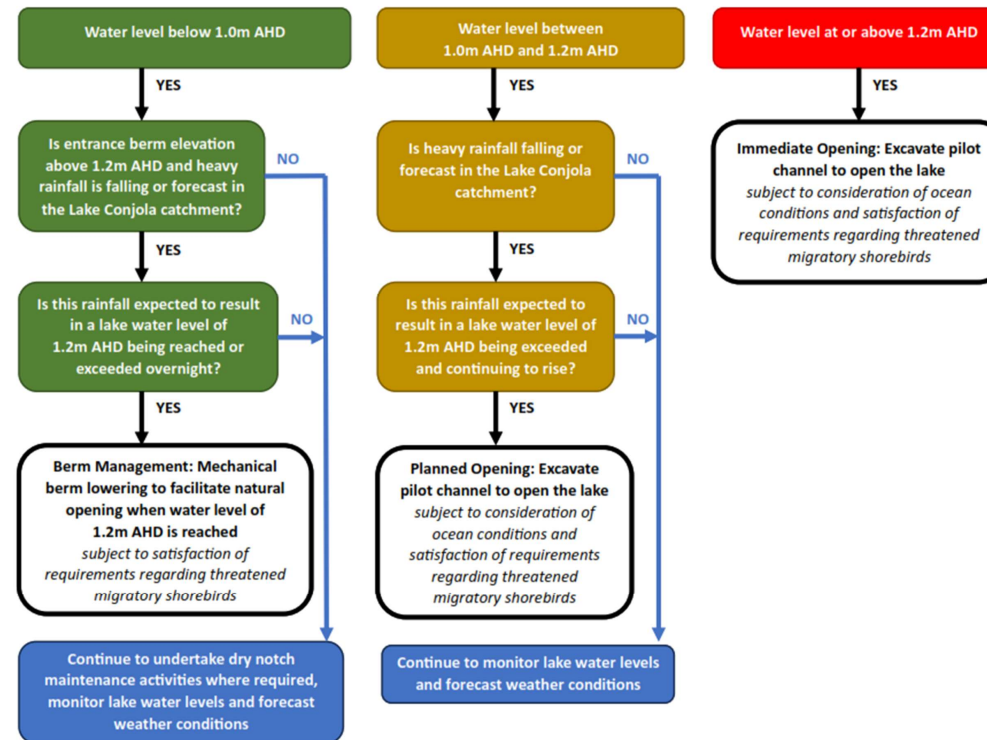 Water level below 1.0m AHD
YES
Is entrance berm elevation
above 1.2m AHD and heavy
rainfall is falling or forecast in
the Lake Conjola catchment?
NO
YES
Is this rainfall expected to result
in a lake water level of
1.2m AHD being reached or
exceeded overnight?
NO
YES
Berm Management: Mechanical
berm lowering to facilitate natural
opening when water level of
1.2m AHD is reached
subject to satisfaction of
requirements regarding threatened
migratory shorebirds
Continue to undertake dry notch
maintenance activities where required,
monitor lake water levels and forecast
weather conditions
Water level between
1.0m AHD and 1.2m AHD
YES
Is heavy rainfall falling or
forecast in the Lake Conjola
catchment?
NO
YES
Is this rainfall expected to
result in a lake water level of
1.2m AHD being exceeded
and continuing to rise?
NO
YES
Planned Opening: Excavate
pilot channel to open the lake
subject to consideration of
ocean conditions and
satisfaction of requirements
regarding threatened
migratory shorebirds
Continue to monitor lake water levels
and forecast weather conditions
Water level at or above 1.2m AHD
YES
Immediate Opening: Excavate pilot
channel to open the lake
subject to consideration of ocean
conditions and satisfaction of
requirements regarding threatened
migratory shorebirds